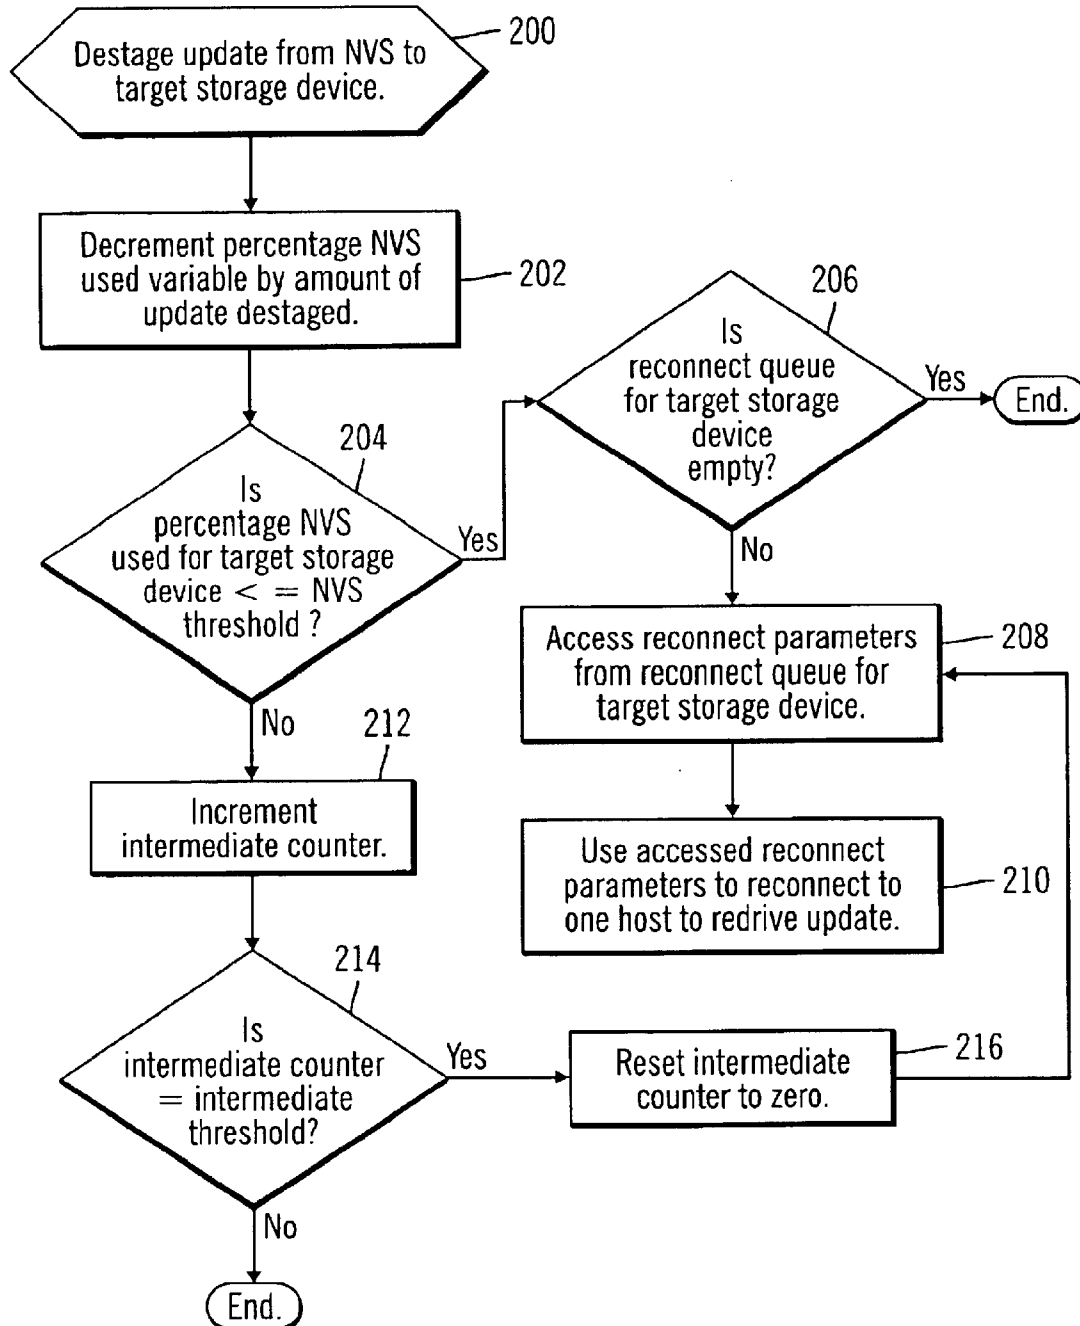 Destage update from NVS to
target storage device.
200
Decrement percentage NVS
used variable by amount of
update destaged.
202
Is
percentage NVS
used for target storage
device < = NVS
threshold ?
204
Yes
No
Is
reconnect queue
for target storage
device
empty?
206
Yes
End.
No
Access reconnect parameters
from reconnect queue for
target storage device.
208
Use accessed reconnect
parameters to reconnect to
one host to redrive update.
210
Increment
intermediate counter.
212
Is
intermediate counter
= intermediate
threshold?
214
Yes
Reset intermediate
counter to zero.
216
No
End.